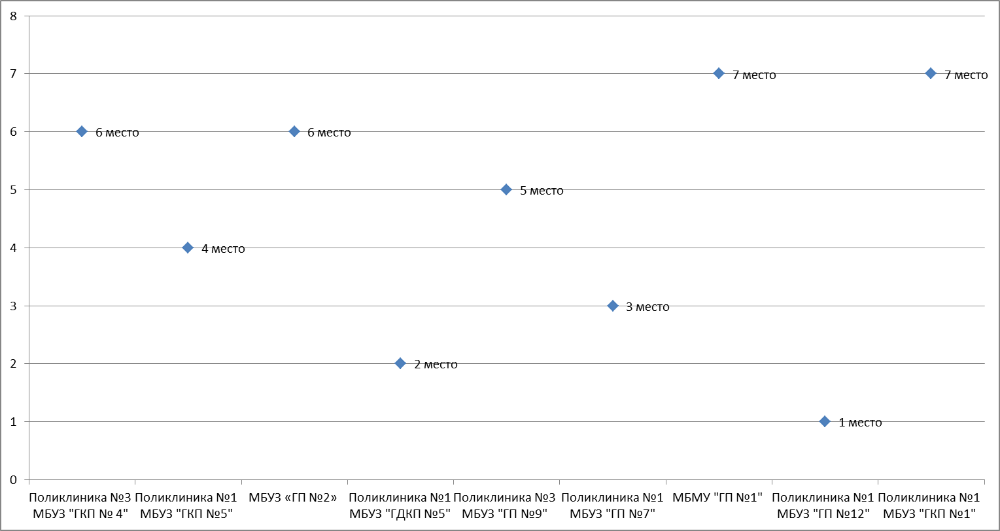 8
7
6
5
4
3
2
1
0
7 место
7 место
6 место
6 место
5 место
4 место
3 место
2 место
1 место
Поликлиника №3
МБУЗ "ГКП № 4"
Поликлиника №1
МБУЗ "ГКП №5"
МБУЗ «ГП №2»
Поликлиника №1
МБУЗ "ГДКП №5"
Поликлиника №3
МБУЗ "ГП №9"
Поликлиника №1
МБУЗ "ГП №7"
МБМУ "ГП №1"
Поликлиника №1
МБУЗ "ГП №12"
Поликлиника №1
МБУЗ "ГКП №1"